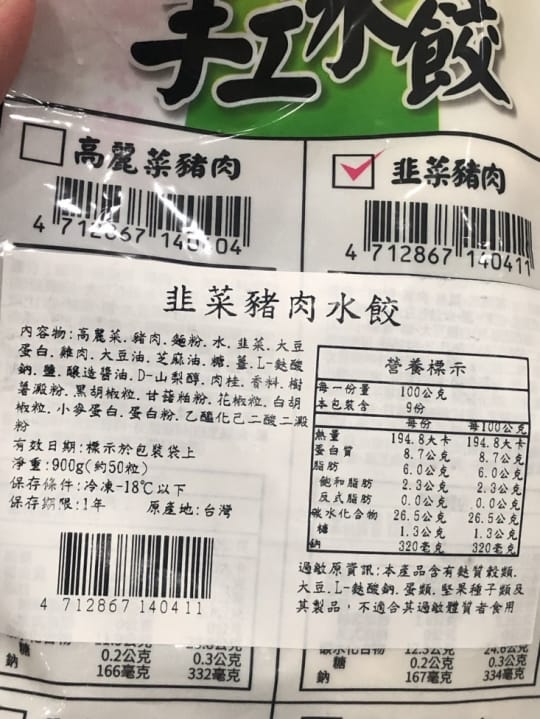 手工水餃
高麗菜豬肉
韭菜豬肉
4 712867 140404
4 712867 140411
韭菜豬肉水餃
內容物:高麗菜.豬肉.麵粉.水.韭菜.大豆
蛋白.雞肉.大豆油.芝麻油.糖.薑.L-麩酸
鈉.鹽.釀造醬油.D-山梨醇.肉桂.香料.樹
薯澱粉.黑胡椒粒.甘藷粕粉.花椒粒.白胡
椒粒.小麥蛋白.蛋白粉.乙醯化己二酸二澱
粉
有效日期:標示於包裝袋上
淨重:900g(約50粒)
保存條件:冷凍-18℃以下
保存期限:1年 原產地:台灣
4 712867 140411
營養標示
每一份量 100公克
本包裝含 9份
每份 每100公克
熱量 194.8大卡 194.8大卡
蛋白質 8.7公克 8.7公克
脂肪 6.0公克 6.0公克
飽和脂肪 2.3公克 2.3公克
反式脂肪 0.0公克 0.0公克
碳水化合物 26.5公克 26.5公克
糖 1.3公克 1.3公克
鈉 320毫克 320毫克
過敏原資訊:本產品含有麩質穀類.
大豆.L-麩酸鈉.蛋類.堅果種子類及
其製品，不適合其過敏體質者食用
糖 0.2公克 0.3公克
鈉 166毫克 332毫克
碳水化合物 12.3公克 24.6公克
糖 0.2公克 0.3公克
鈉 167毫克 334毫克